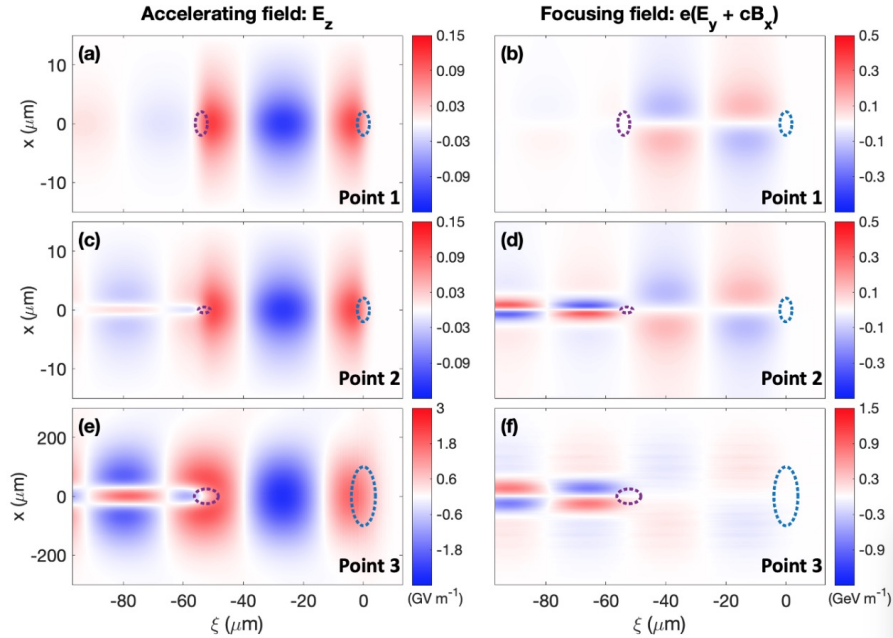 Accelerating field: E_z Focusing field: e(E_y + cB_x)
(a) Point 1
x (μm)
10
0
-10
0.15
0.09
0.03
-0.03
-0.09
(b) Point 1
0.5
0.3
0.1
-0.1
-0.3
(c) Point 2
x (μm)
10
0
-10
0.15
0.09
0.03
-0.03
-0.09
(d) Point 2
0.5
0.3
0.1
-0.1
-0.3
(e) Point 3
x (μm)
200
0
-200
3
1.8
0.6
-0.6
-1.8
(GV m⁻¹)
-80 -60 -40 -20 0
ξ (μm)
(f) Point 3
1.5
0.9
0.3
-0.3
-0.9
(GeV m⁻¹)
-80 -60 -40 -20 0
ξ (μm)